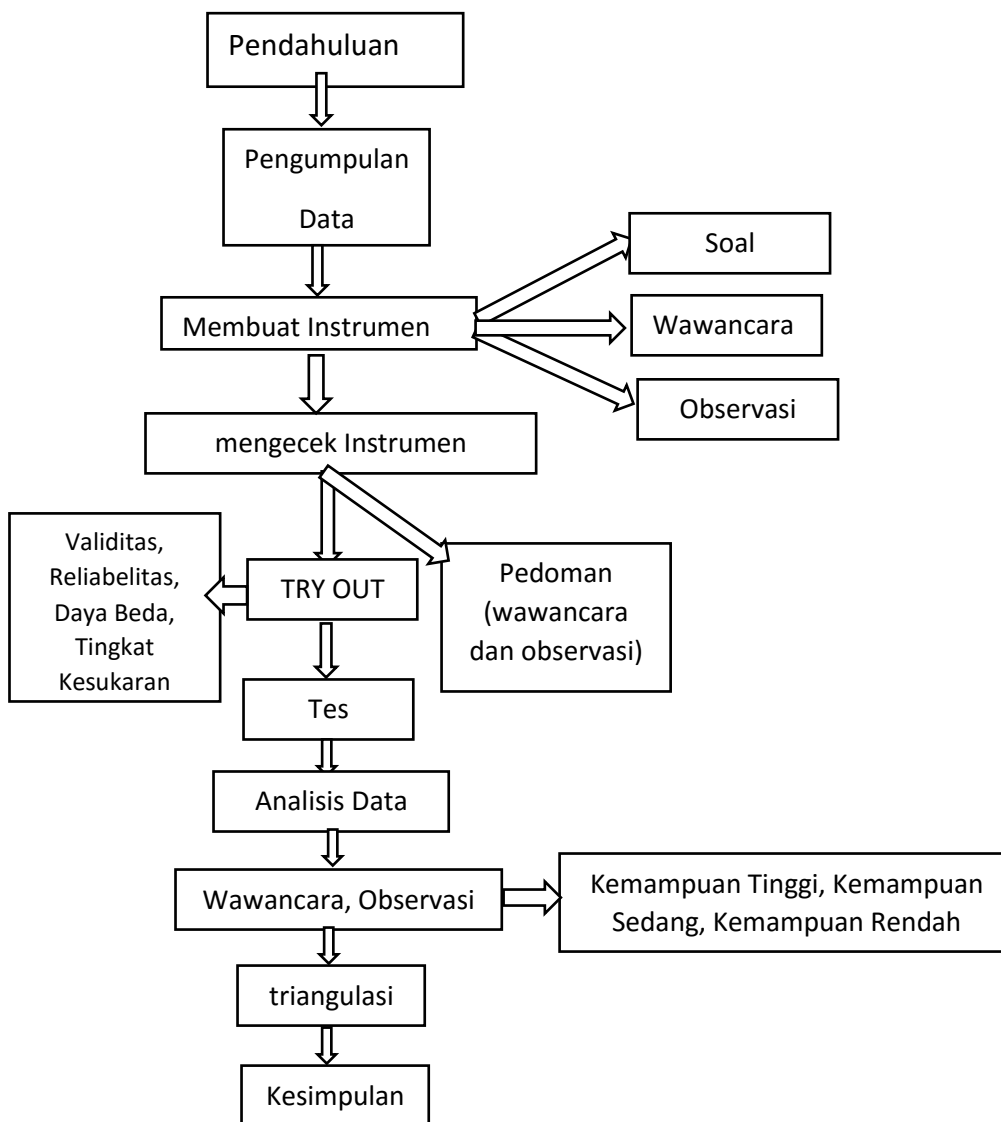 Pendahuluan
Pengumpulan
Data
Soal
Membuat Instrumen
Wawancara
Observasi
mengecek Instrumen
Validitas,
Reliabelitas,
Daya Beda,
Tingkat
Kesukaran
TRY OUT
Pedoman
(wawancara
dan observasi)
Tes
Analisis Data
Wawancara, Observasi
Kemampuan Tinggi, Kemampuan
Sedang, Kemampuan Rendah
triangulasi
Kesimpulan